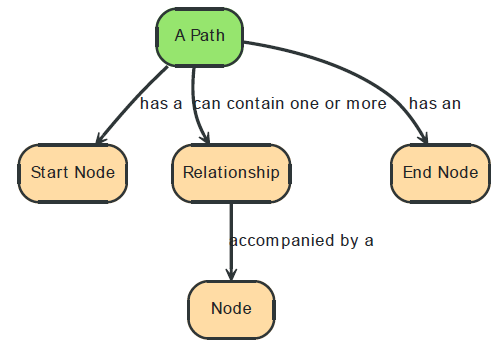 A Path
has a
can contain one or more
has an
Start Node
Relationship
End Node
accompanied by a
Node